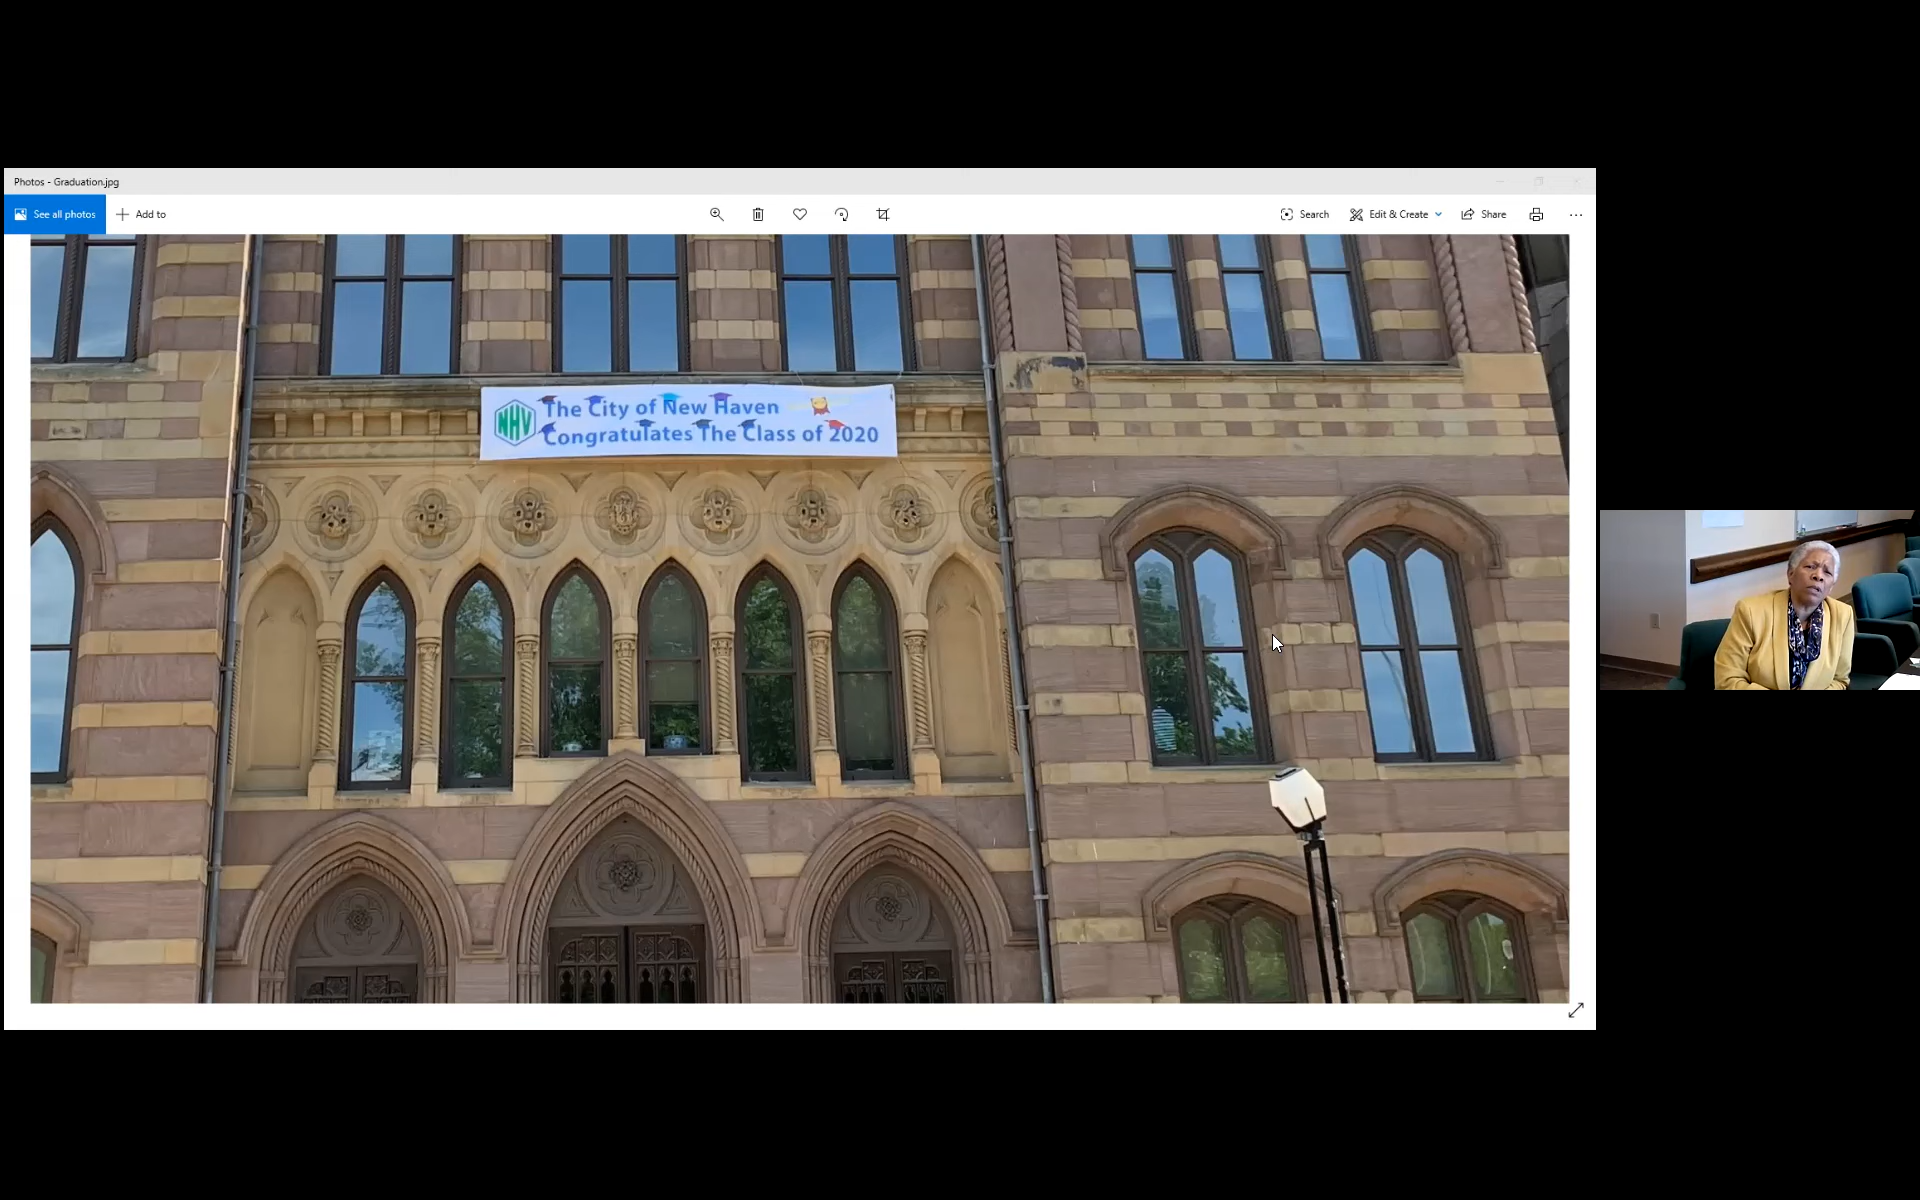 Photos - Graduation.jpg
See all photos
Add to
Search
Edit & Create
Share
NHV
The City of New Haven
Congratulates The Class of 2020